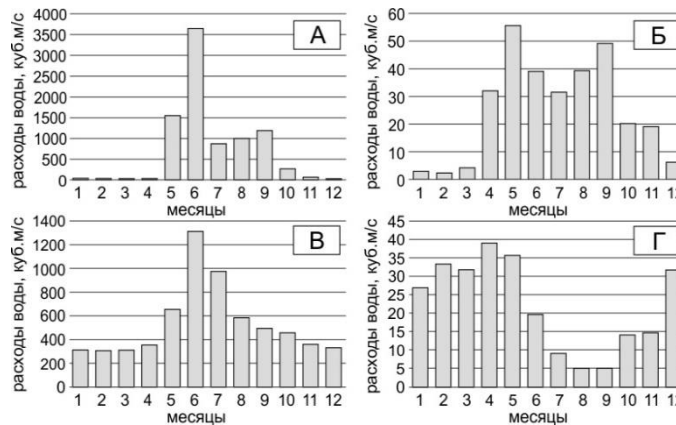 расходы воды, куб.м/с
4000
3500
3000
2500
2000
1500
1000
500
0
1 2 3 4 5 6 7 8 9 10 11 12
месяцы
А
расходы воды, куб.м/с
60
50
40
30
20
10
0
1 2 3 4 5 6 7 8 9 10 11 12
месяцы
Б
расходы воды, куб.м/с
1400
1200
1000
800
600
400
200
0
1 2 3 4 5 6 7 8 9 10 11 12
месяцы
В
расходы воды, куб.м/с
45
40
35
30
25
20
15
10
5
0
1 2 3 4 5 6 7 8 9 10 11 12
месяцы
Г